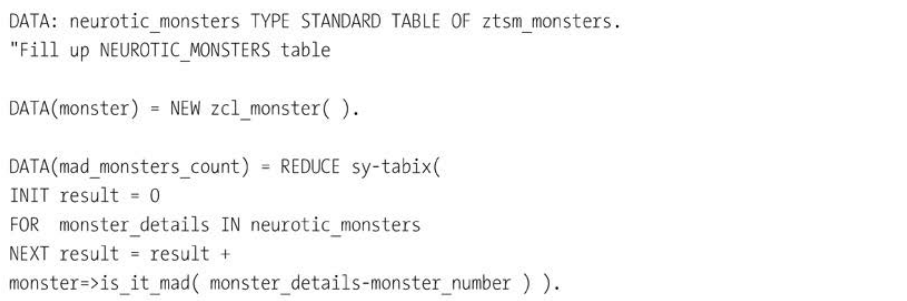 DATA: neurotic_monsters TYPE STANDARD TABLE OF ztsm_monsters.
"Fill up NEUROTIC_MONSTERS table
DATA(monster) = NEW zcl_monster( ).
DATA(mad_monsters_count) = REDUCE sy-tabix(
INIT result = 0
FOR  monster_details IN neurotic_monsters
NEXT result = result +
monster=>is_it_mad( monster_details-monster_number ) ).